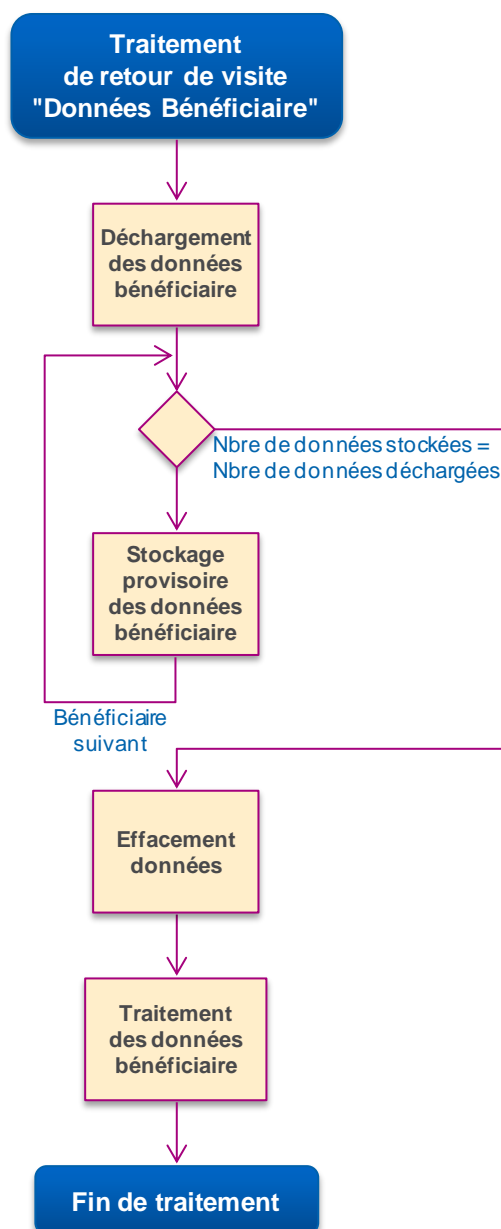 Traitement
de retour de visite
"Données Bénéficiaire"
Déchargement
des données
bénéficiaire
Nbre de données stockées =
Nbre de données déchargées
Stockage
provisoire
des données
bénéficiaire
Bénéficiaire
suivant
Effacement
données
Traitement
des données
bénéficiaire
Fin de traitement